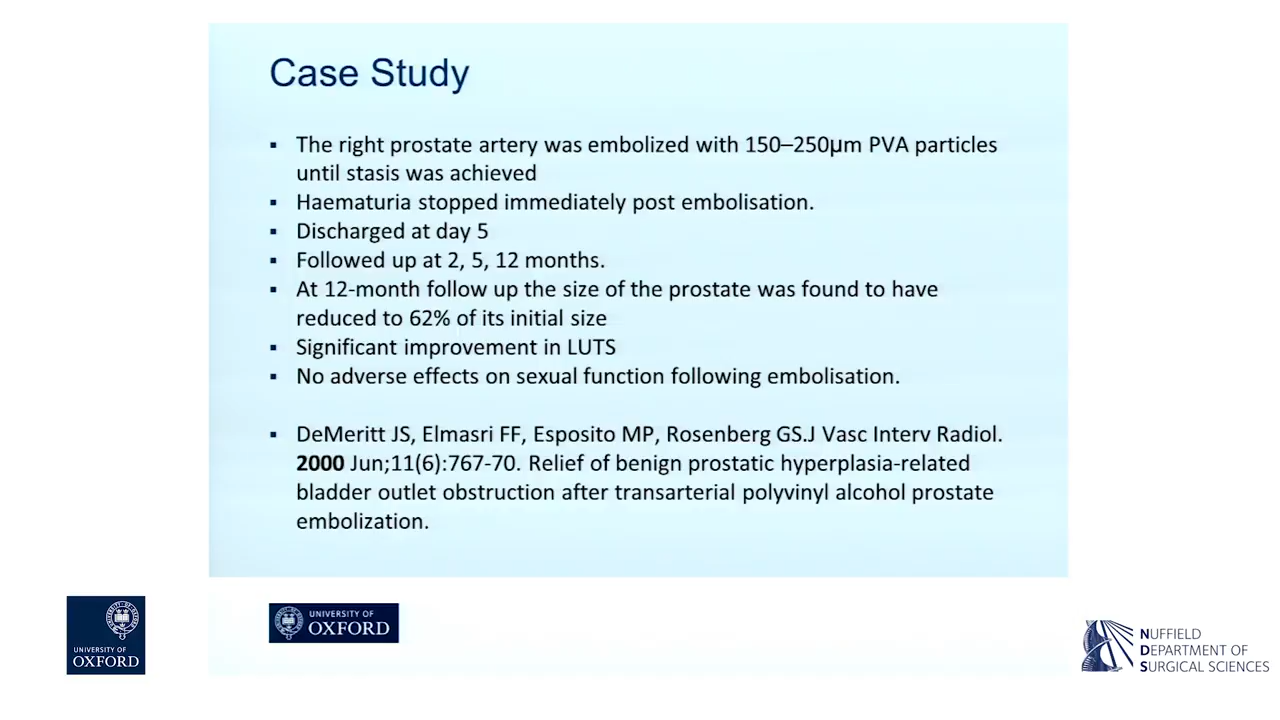 Case Study
▪ The right prostate artery was embolized with 150–250µm PVA particles
until stasis was achieved
▪ Haematuria stopped immediately post embolisation.
▪ Discharged at day 5
▪ Followed up at 2, 5, 12 months.
▪ At 12-month follow up the size of the prostate was found to have
reduced to 62% of its initial size
▪ Significant improvement in LUTS
▪ No adverse effects on sexual function following embolisation.
▪ DeMeritt JS, Elmasri FF, Esposito MP, Rosenberg GS.J Vasc Interv Radiol.
2000 Jun;11(6):767-70. Relief of benign prostatic hyperplasia-related
bladder outlet obstruction after transarterial polyvinyl alcohol prostate
embolization.
UNIVERSITY OF
OXFORD
UNIVERSITY OF
OXFORD
NUFFIELD
DEPARTMENT OF
SURGICAL SCIENCES